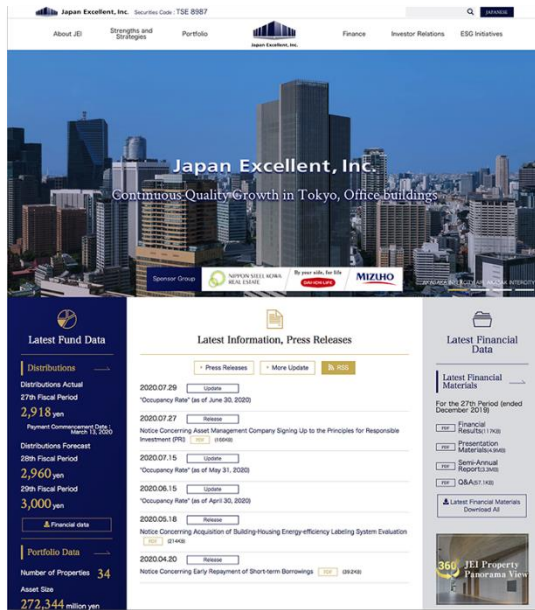 Japan Excellent, Inc. Securities Code : TSE 8987
JAPANESE
About JEI
Strengths and
Strategies
Portfolio
Japan Excellent, Inc.
Finance
Investor Relations
ESG Initiatives
Japan Excellent, Inc.
Continuous Quality Growth in Tokyo, Office buildings
Sponsor Group
NIPPON STEEL KOWA
REAL ESTATE
By your side, for life
DAI-ICHI LIFE
MIZUHO
Latest Fund Data
Distributions
Distributions Actual
27th Fiscal Period
2,918 yen
Payment Commencement Date :
March 13, 2020
Distributions Forecast
28th Fiscal Period
2,960 yen
29th Fiscal Period
3,000 yen
Financial data
Portfolio Data
Number of Properties 34
Asset Size
272,344 million yen
Latest Information, Press Releases
Press Releases
More Update
RSS
2020.07.29 Update
"Occupancy Rate" (as of June 30, 2020)
2020.07.27 Release
Notice Concerning Asset Management Company Signing Up to the Principles for Responsible
Investment (PRI) PDF
2020.07.15 Update
"Occupancy Rate" (as of May 31, 2020)
2020.06.15 Update
"Occupancy Rate" (as of April 30, 2020)
2020.05.18 Release
Notice Concerning Acquisition of Building-Housing Energy-efficiency Labeling System Evaluation
PDF (214KB)
2020.04.20 Release
Notice Concerning Early Repayment of Short-term Borrowings PDF (39.2KB)
Latest Financial
Data
Latest Financial
Materials
For the 27th Period (ended
December 2019)
PDF Financial
Results(117KB)
PDF Presentation
Materials(4.9MB)
PDF Semi-Annual
Report(3.3MB)
PDF Q&A(57.1KB)
Latest Financial Materials
Download All
360° JEI Property
Panorama View